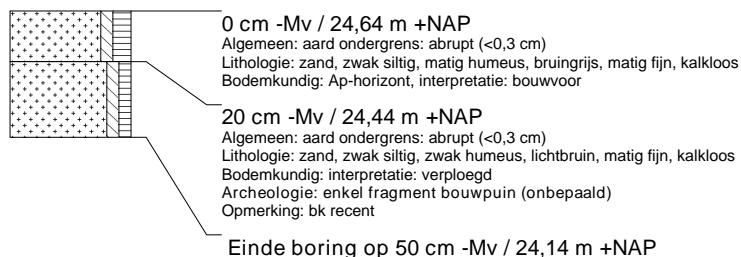 0 cm -Mv / 24,64 m +NAP
Algemeen: aard ondergrens: abrupt (<0,3 cm)
Lithologie: zand, zwak siltig, matig humeus, bruingrijs, matig fijn, kalkloos
Bodemkundig: Ap-horizont, interpretatie: bouwvoor
20 cm -Mv / 24,44 m +NAP
Algemeen: aard ondergrens: abrupt (<0,3 cm)
Lithologie: zand, zwak siltig, zwak humeus, lichtbruin, matig fijn, kalkloos
Bodemkundig: interpretatie: verploegd
Archeologie: enkel fragment bouwpuin (onbepaald)
Opmerking: bk recent
Einde boring op 50 cm -Mv / 24,14 m +NAP